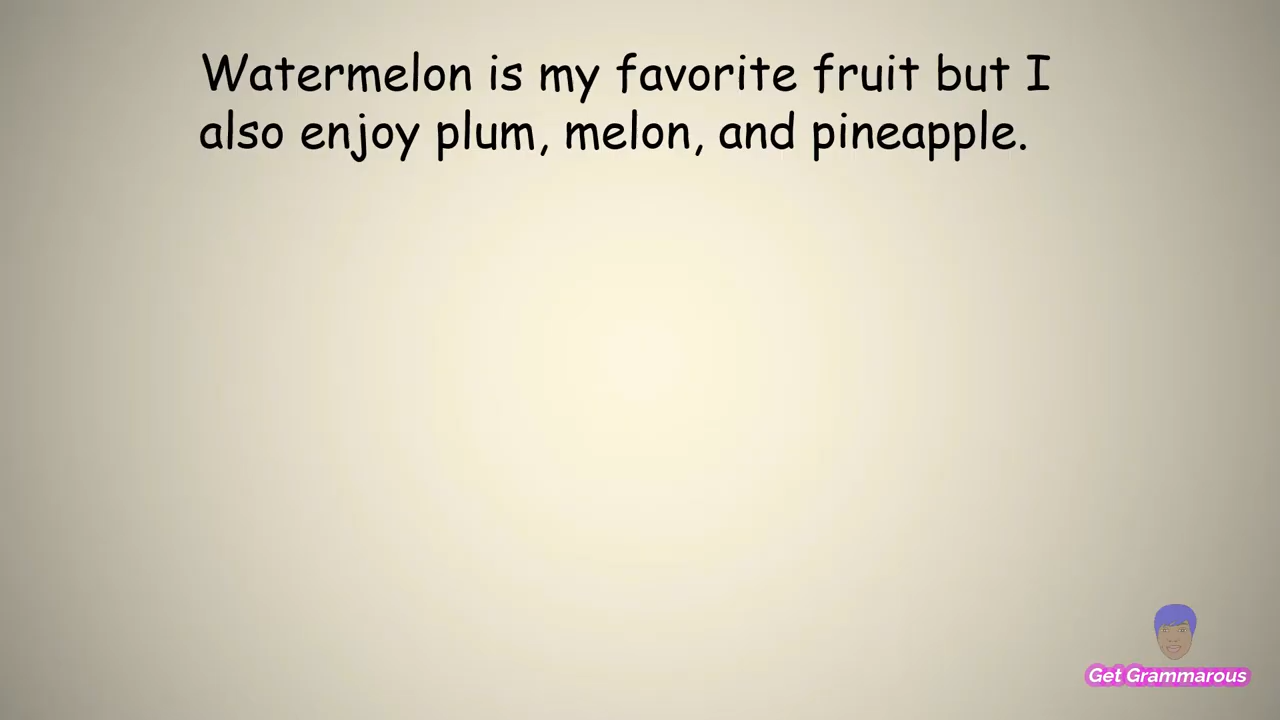 Watermelon is my favorite fruit but I
also enjoy plum, melon, and pineapple.
Get Grammarous